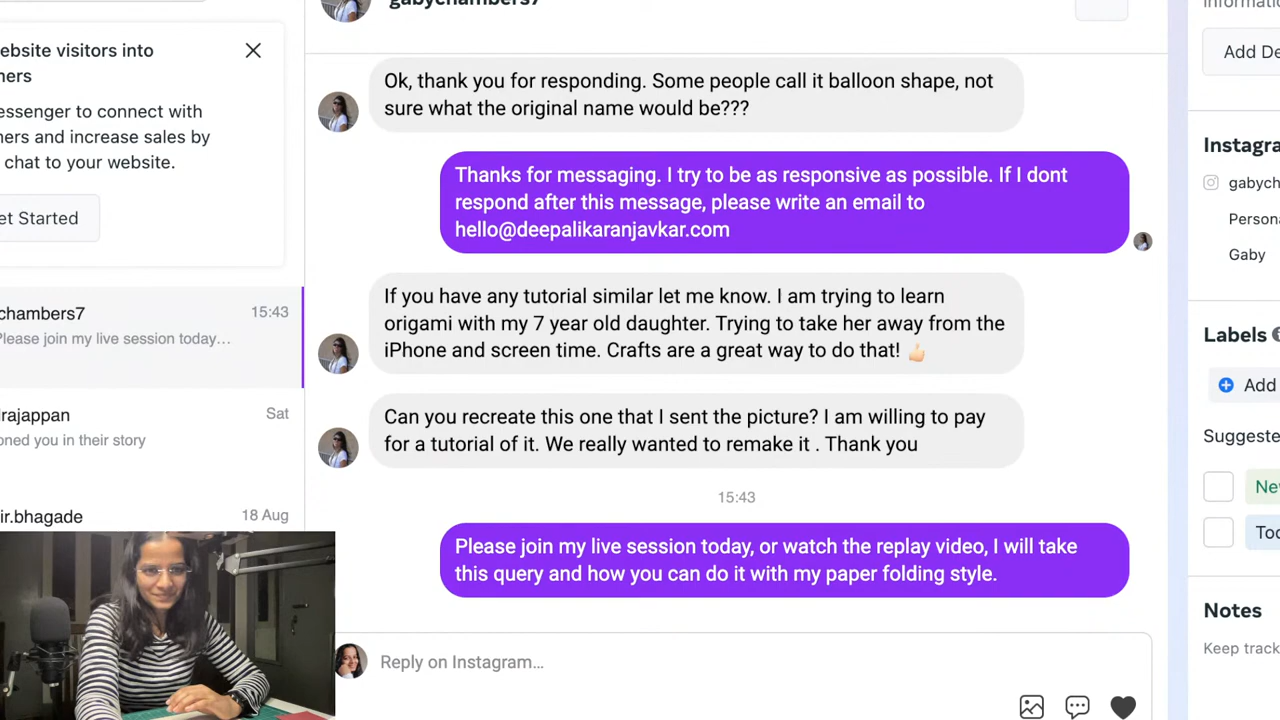 gabychambers7
ebsite visitors into
ners
essenger to connect with
ners and increase sales by
chat to your website.
et Started
chambers7 15:43
Please join my live session today…
rajappan Sat
oned you in their story
ir.bhagade 18 Aug
Ok, thank you for responding. Some people call it balloon shape, not
sure what the original name would be???
Thanks for messaging. I try to be as responsive as possible. If I dont
respond after this message, please write an email to
hello@deepalikaranjavkar.com
If you have any tutorial similar let me know. I am trying to learn
origami with my 7 year old daughter. Trying to take her away from the
iPhone and screen time. Crafts are a great way to do that! 👍🏻
Can you recreate this one that I sent the picture? I am willing to pay
for a tutorial of it. We really wanted to remake it . Thank you
15:43
Please join my live session today, or watch the replay video, I will take
this query and how you can do it with my paper folding style.
Reply on Instagram…
Informatio
Add De
Instagra
gabych
Persona
Gaby
Labels
Add
Suggeste
Nev
Too
Notes
Keep track